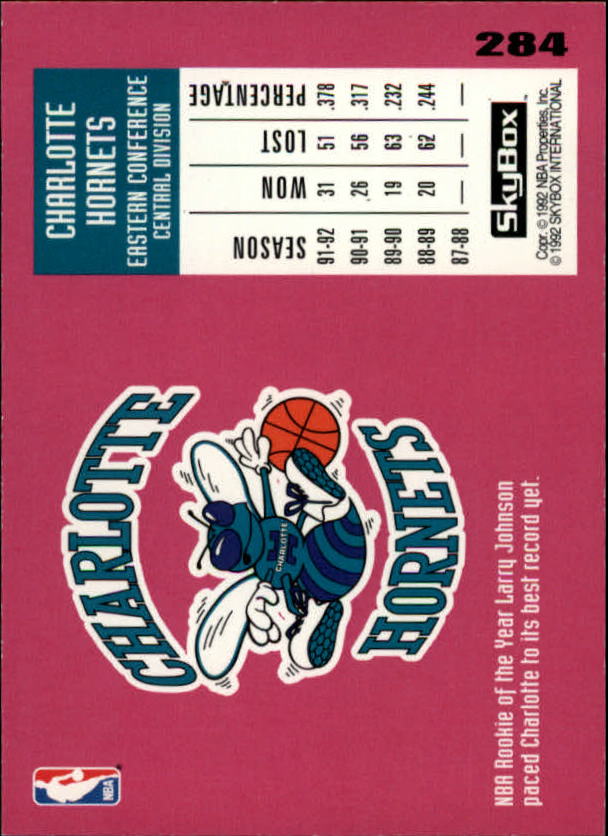 284
CHARLOTTE
HORNETS
EASTERN CONFERENCE
CENTRAL DIVISION
SEASON WON LOST PERCENTAGE
91-92 31 51 .378
90-91 26 56 .317
89-90 19 63 .232
88-89 20 62 .244
87-88 — — —
SkyBox™
Copr. © 1992 NBA Properties, Inc.
© 1992 SKYBOX INTERNATIONAL
CHARLOTTE
CHARLOTTE
HORNETS
NBA Rookie of the Year Larry Johnson
paced Charlotte to its best record yet.
NBA